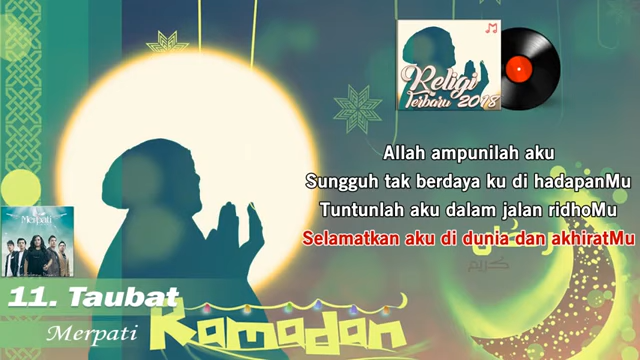 Religi
Terbaru 2018
Allah ampunilah aku
Sungguh tak berdaya ku di hadapanMu
Tuntunlah aku dalam jalan ridhoMu
Selamatkan aku di dunia dan akhiratMu
كريم
Merpati
11. Taubat
Merpati
Ramadan